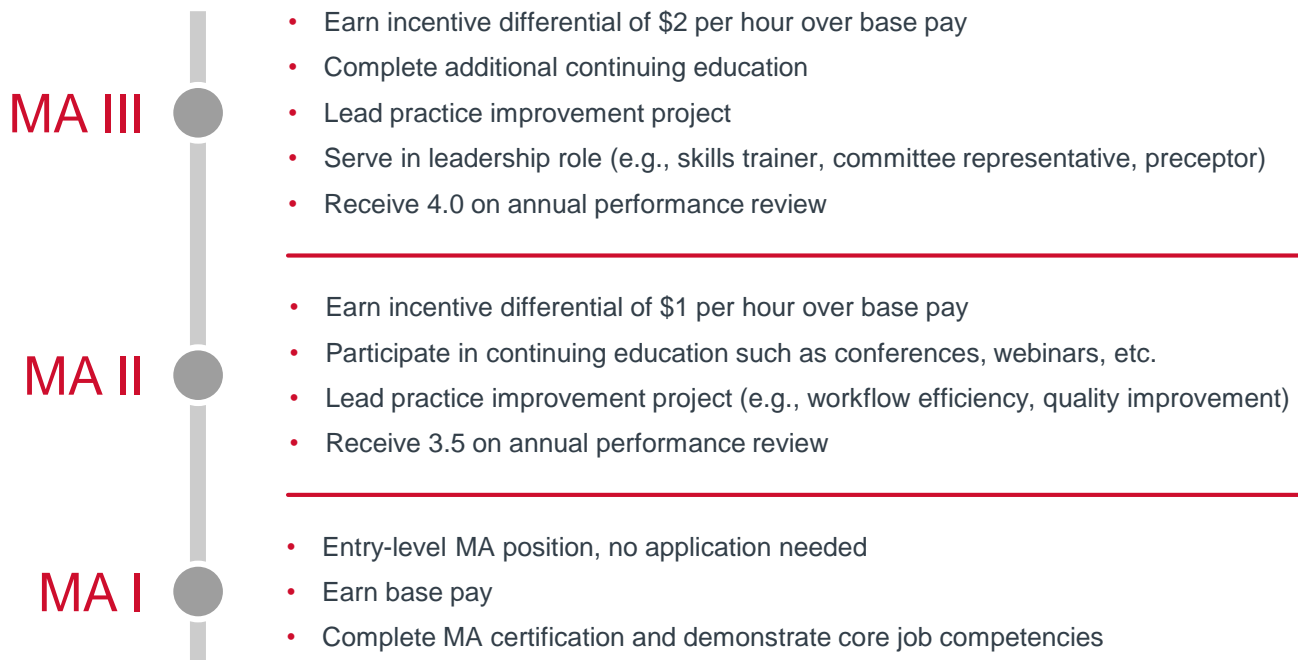 • Earn incentive differential of $2 per hour over base pay
• Complete additional continuing education
MA III
• Lead practice improvement project
• Serve in leadership role (e.g., skills trainer, committee representative, preceptor)
• Receive 4.0 on annual performance review
• Earn incentive differential of $1 per hour over base pay
• Participate in continuing education such as conferences, webinars, etc.
MA II
• Lead practice improvement project (e.g., workflow efficiency, quality improvement)
• Receive 3.5 on annual performance review
• Entry-level MA position, no application needed
MA I
• Earn base pay
• Complete MA certification and demonstrate core job competencies